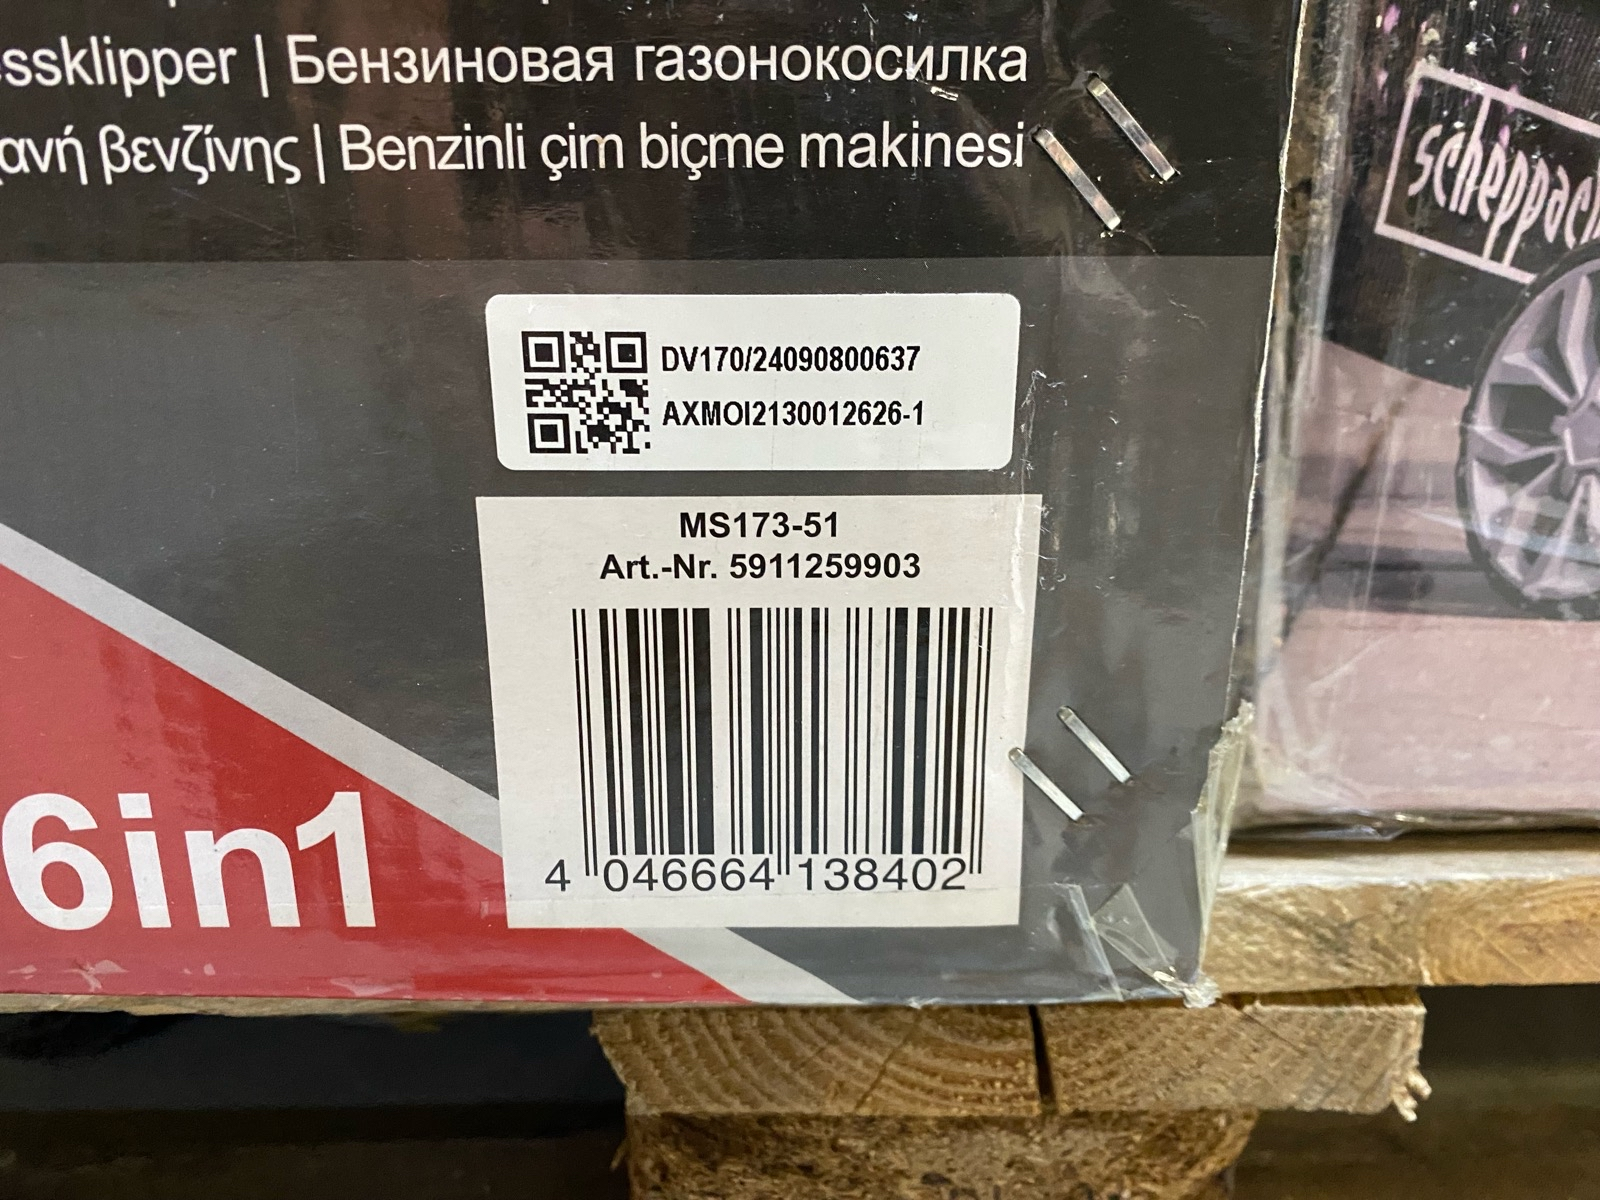 ssklipper | Бензиновая газонокосилка
ανή βενζίνης | Benzinli çim biçme makinesi
scheppach
DV170/24090800637
AXMOI2130012626-1
MS173-51
Art.-Nr. 5911259903
4 046664 138402
6in1